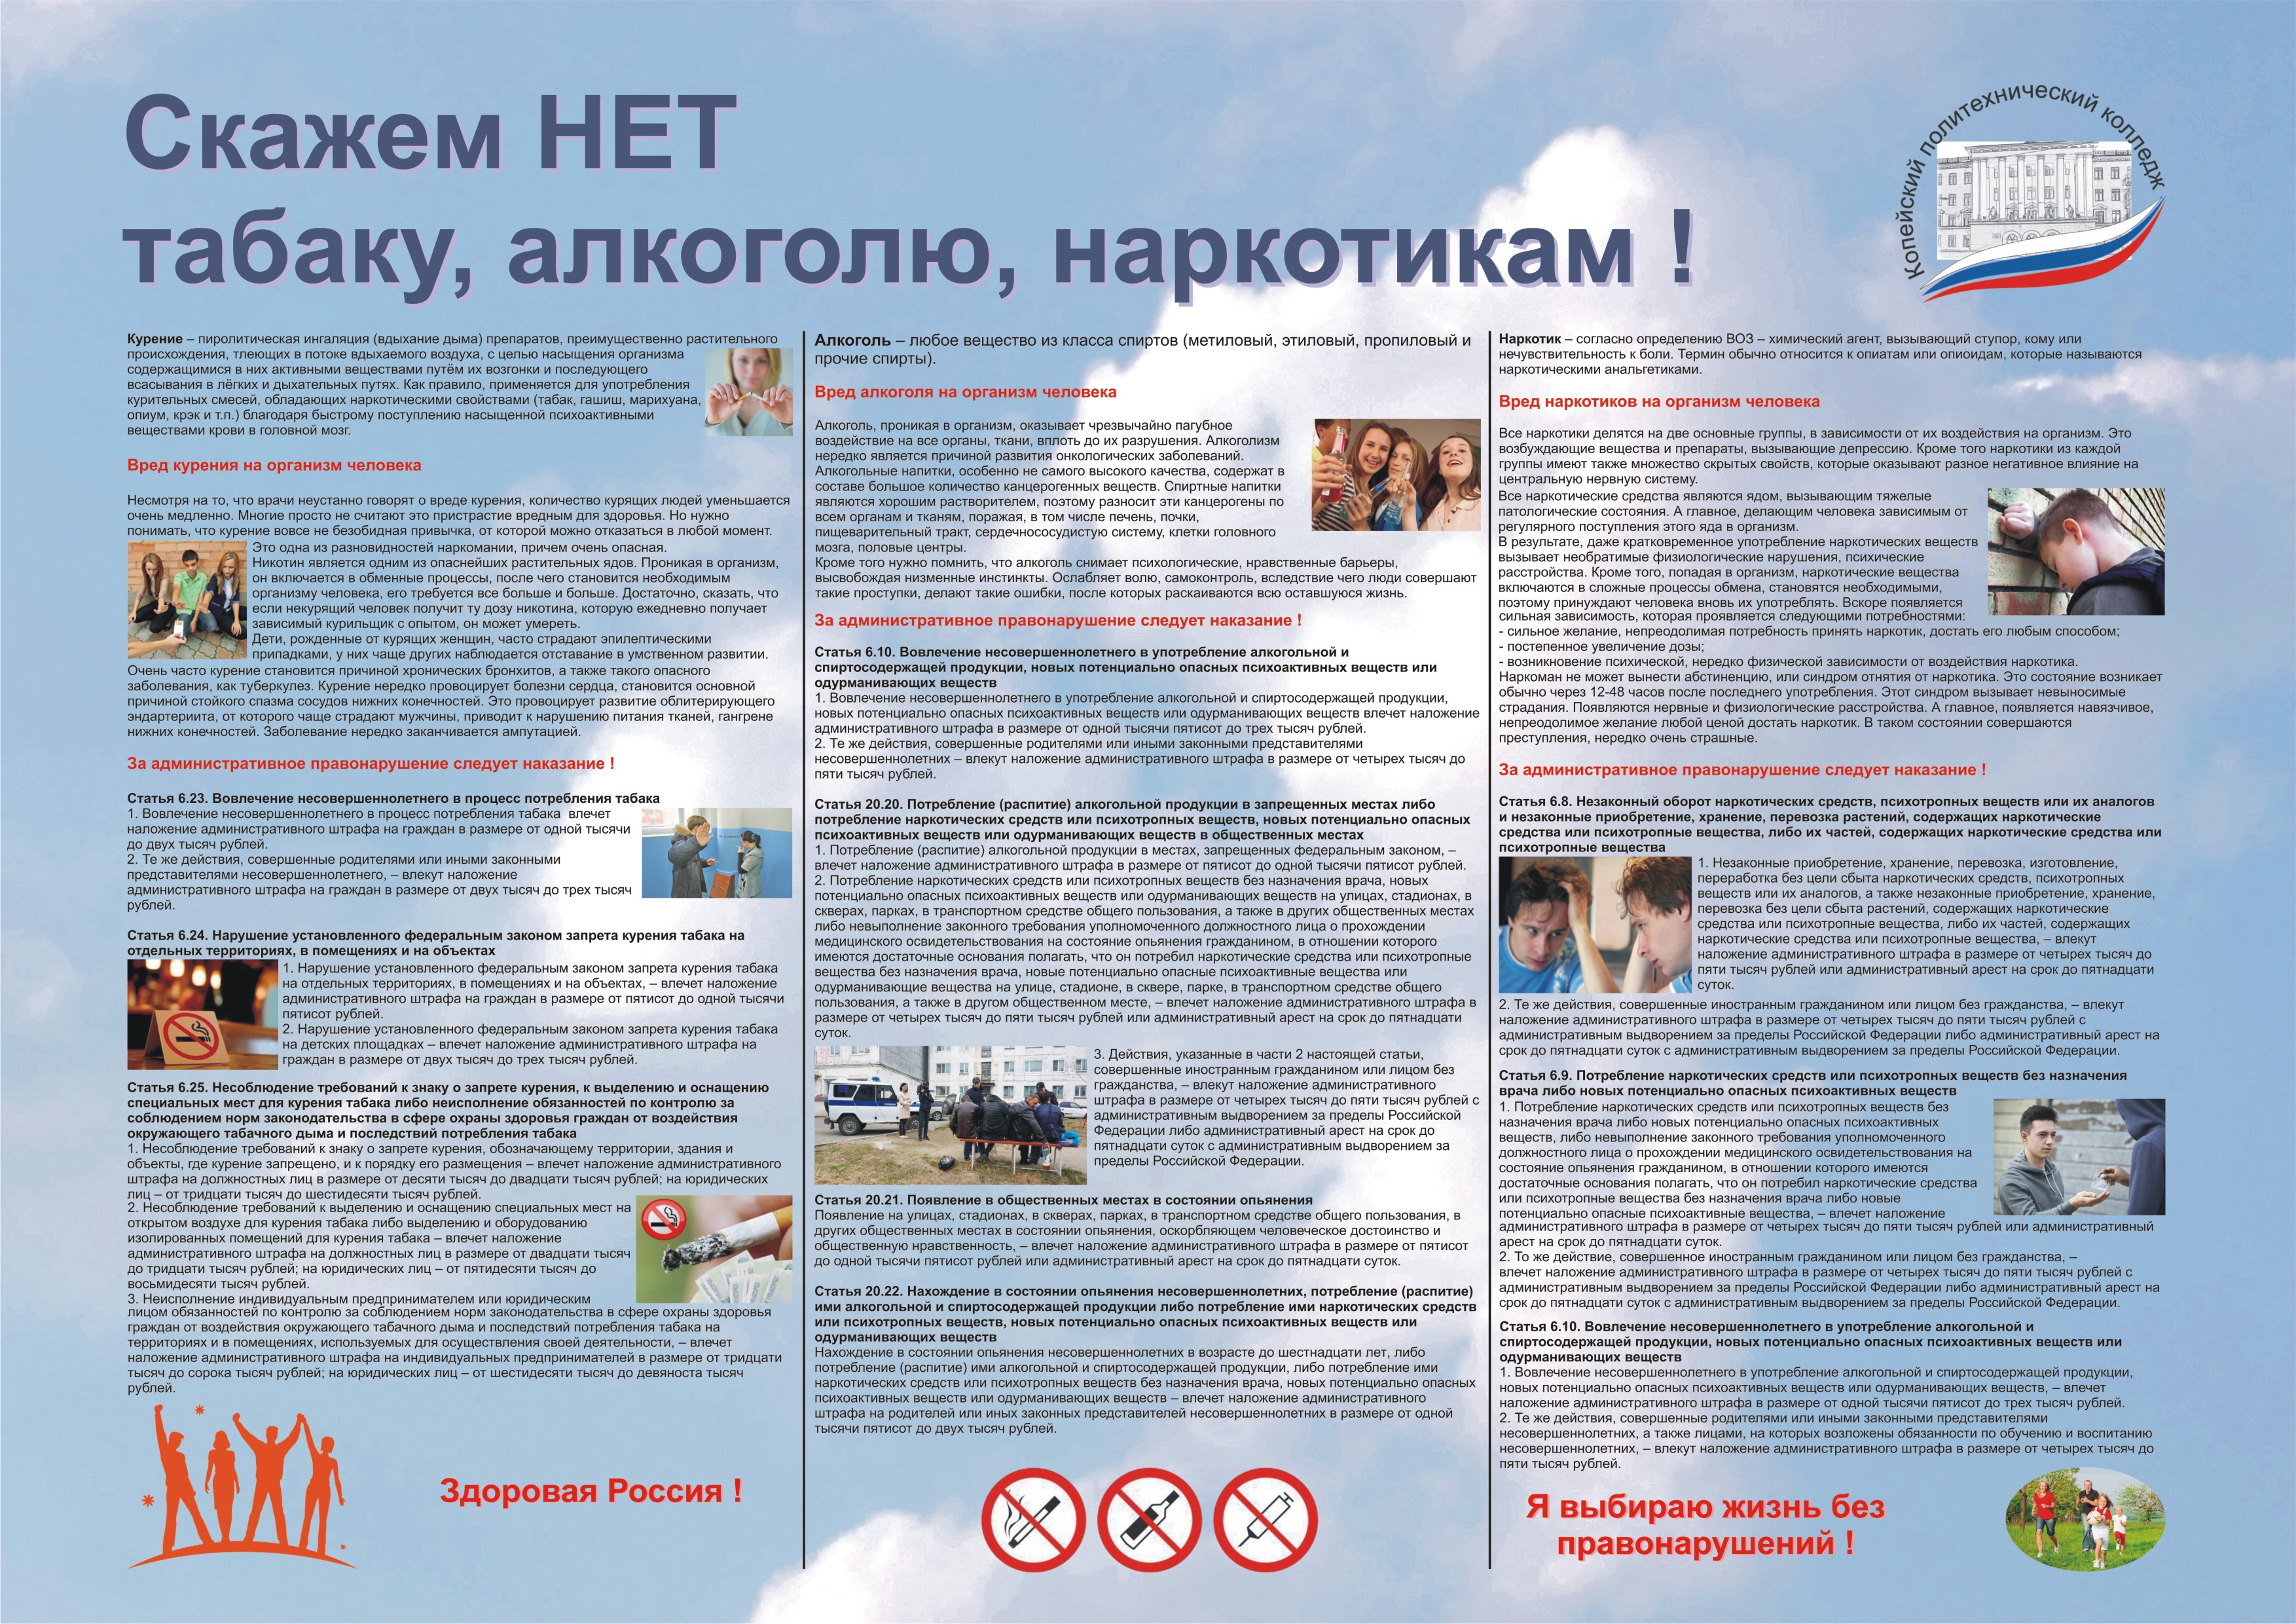 Скажем НЕТ
табаку, алкоголю, наркотикам !
Копейский политехнический колледж
Курение – пиролитическая ингаляция (вдыхание дыма) препаратов, преимущественно растительного
происхождения, тлеющих в потоке вдыхаемого воздуха, с целью насыщения организма
содержащимися в них активными веществами путём их возгонки и последующего
всасывания в лёгких и дыхательных путях. Как правило, применяется для употребления
курительных смесей, обладающих наркотическими свойствами (табак, гашиш, марихуана,
опиум, крэк и т.п.) благодаря быстрому поступлению насыщенной психоактивными
веществами крови в головной мозг.
Вред курения на организм человека
Несмотря на то, что врачи неустанно говорят о вреде курения, количество курящих людей уменьшается
очень медленно. Многие просто не считают это пристрастие вредным для здоровья. Но нужно
понимать, что курение вовсе не безобидная привычка, от которой можно отказаться в любой момент.
Это одна из разновидностей наркомании, причем очень опасная.
Никотин является одним из опаснейших растительных ядов. Проникая в организм,
он включается в обменные процессы, после чего становится необходимым
организму человека, его требуется все больше и больше. Достаточно, сказать, что
если некурящий человек получит ту дозу никотина, которую ежедневно получает
зависимый курильщик с опытом, он может умереть.
Дети, рожденные от курящих женщин, часто страдают эпилептическими
припадками, у них чаще других наблюдается отставание в умственном развитии.
Очень часто курение становится причиной хронических бронхитов, а также такого опасного
заболевания, как туберкулез. Курение нередко провоцирует болезни сердца, становится основной
причиной стойкого спазма сосудов нижних конечностей. Это провоцирует развитие облитерирующего
эндартериита, от которого чаще страдают мужчины, приводит к нарушению питания тканей, гангрене
нижних конечностей. Заболевание нередко заканчивается ампутацией.
За административное правонарушение следует наказание !
Статья 6.23. Вовлечение несовершеннолетнего в процесс потребления табака
1. Вовлечение несовершеннолетнего в процесс потребления табака влечет
наложение административного штрафа на граждан в размере от одной тысячи
до двух тысяч рублей.
2. Те же действия, совершенные родителями или иными законными
представителями несовершеннолетнего, – влекут наложение
административного штрафа на граждан в размере от двух тысяч до трех тысяч
рублей.
Статья 6.24. Нарушение установленного федеральным законом запрета курения табака на
отдельных территориях, в помещениях и на объектах
1. Нарушение установленного федеральным законом запрета курения табака
на отдельных территориях, в помещениях и на объектах, – влечет наложение
административного штрафа на граждан в размере от пятисот до одной тысячи
пятисот рублей.
2. Нарушение установленного федеральным законом запрета курения табака
на детских площадках – влечет наложение административного штрафа на
граждан в размере от двух тысяч до трех тысяч рублей.
Статья 6.25. Несоблюдение требований к знаку о запрете курения, к выделению и оснащению
специальных мест для курения табака либо неисполнение обязанностей по контролю за
соблюдением норм законодательства в сфере охраны здоровья граждан от воздействия
окружающего табачного дыма и последствий потребления табака
1. Несоблюдение требований к знаку о запрете курения, обозначающему территории, здания и
объекты, где курение запрещено, и к порядку его размещения – влечет наложение административного
штрафа на должностных лиц в размере от десяти тысяч до двадцати тысяч рублей; на юридических
лиц – от тридцати тысяч до шестидесяти тысяч рублей.
2. Несоблюдение требований к выделению и оснащению специальных мест на
открытом воздухе для курения табака либо выделению и оборудованию
изолированных помещений для курения табака – влечет наложение
административного штрафа на должностных лиц в размере от двадцати тысяч
до тридцати тысяч рублей; на юридических лиц – от пятидесяти тысяч до
восьмидесяти тысяч рублей.
3. Неисполнение индивидуальным предпринимателем или юридическим
лицом обязанностей по контролю за соблюдением норм законодательства в сфере охраны здоровья
граждан от воздействия окружающего табачного дыма и последствий потребления табака на
территориях и в помещениях, используемых для осуществления своей деятельности, – влечет
наложение административного штрафа на индивидуальных предпринимателей в размере от тридцати
тысяч до сорока тысяч рублей; на юридических лиц – от шестидесяти тысяч до девяноста тысяч
рублей.
Здоровая Россия !
Алкоголь – любое вещество из класса спиртов (метиловый, этиловый, пропиловый и
прочие спирты).
Вред алкоголя на организм человека
Алкоголь, проникая в организм, оказывает чрезвычайно пагубное
воздействие на все органы, ткани, вплоть до их разрушения. Алкоголизм
нередко является причиной развития онкологических заболеваний.
Алкогольные напитки, особенно не самого высокого качества, содержат в
составе большое количество канцерогенных веществ. Спиртные напитки
являются хорошим растворителем, поэтому разносит эти канцерогены по
всем органам и тканям, поражая, в том числе печень, почки,
пищеварительный тракт, сердечнососудистую систему, клетки головного
мозга, половые центры.
Кроме того нужно помнить, что алкоголь снимает психологические, нравственные барьеры,
высвобождая низменные инстинкты. Ослабляет волю, самоконтроль, вследствие чего люди совершают
такие проступки, делают такие ошибки, после которых раскаиваются всю оставшуюся жизнь.
За административное правонарушение следует наказание !
Статья 6.10. Вовлечение несовершеннолетнего в употребление алкогольной и
спиртосодержащей продукции, новых потенциально опасных психоактивных веществ или
одурманивающих веществ
1. Вовлечение несовершеннолетнего в употребление алкогольной и спиртосодержащей продукции,
новых потенциально опасных психоактивных веществ или одурманивающих веществ влечет наложение
административного штрафа в размере от одной тысячи пятисот до трех тысяч рублей.
2. Те же действия, совершенные родителями или иными законными представителями
несовершеннолетних – влекут наложение административного штрафа в размере от четырех тысяч до
пяти тысяч рублей.
Статья 20.20. Потребление (распитие) алкогольной продукции в запрещенных местах либо
потребление наркотических средств или психотропных веществ, новых потенциально опасных
психоактивных веществ или одурманивающих веществ в общественных местах
1. Потребление (распитие) алкогольной продукции в местах, запрещенных федеральным законом, –
влечет наложение административного штрафа в размере от пятисот до одной тысячи пятисот рублей.
2. Потребление наркотических средств или психотропных веществ без назначения врача, новых
потенциально опасных психоактивных веществ или одурманивающих веществ на улицах, стадионах, в
скверах, парках, в транспортном средстве общего пользования, а также в других общественных местах
либо невыполнение законного требования уполномоченного должностного лица о прохождении
медицинского освидетельствования на состояние опьянения гражданином, в отношении которого
имеются достаточные основания полагать, что он потребил наркотические средства или психотропные
вещества без назначения врача, новые потенциально опасные психоактивные вещества или
одурманивающие вещества на улице, стадионе, в сквере, парке, в транспортном средстве общего
пользования, а также в другом общественном месте, – влечет наложение административного штрафа в
размере от четырех тысяч до пяти тысяч рублей или административный арест на срок до пятнадцати
суток.
3. Действия, указанные в части 2 настоящей статьи,
совершенные иностранным гражданином или лицом без
гражданства, – влекут наложение административного
штрафа в размере от четырех тысяч до пяти тысяч рублей с
административным выдворением за пределы Российской
Федерации либо административный арест на срок до
пятнадцати суток с административным выдворением за
пределы Российской Федерации.
Статья 20.21. Появление в общественных местах в состоянии опьянения
Появление на улицах, стадионах, в скверах, парках, в транспортном средстве общего пользования, в
других общественных местах в состоянии опьянения, оскорбляющем человеческое достоинство и
общественную нравственность, – влечет наложение административного штрафа в размере от пятисот
до одной тысячи пятисот рублей или административный арест на срок до пятнадцати суток.
Статья 20.22. Нахождение в состоянии опьянения несовершеннолетних, потребление (распитие)
ими алкогольной и спиртосодержащей продукции либо потребление ими наркотических средств
или психотропных веществ, новых потенциально опасных психоактивных веществ или
одурманивающих веществ
Нахождение в состоянии опьянения несовершеннолетних в возрасте до шестнадцати лет, либо
потребление (распитие) ими алкогольной и спиртосодержащей продукции, либо потребление ими
наркотических средств или психотропных веществ без назначения врача, новых потенциально опасных
психоактивных веществ или одурманивающих веществ – влечет наложение административного
штрафа на родителей или иных законных представителей несовершеннолетних в размере от одной
тысячи пятисот до двух тысяч рублей.
Наркотик – согласно определению ВОЗ – химический агент, вызывающий ступор, кому или
нечувствительность к боли. Термин обычно относится к опиатам или опиоидам, которые называются
наркотическими анальгетиками.
Вред наркотиков на организм человека
Все наркотики делятся на две основные группы, в зависимости от их воздействия на организм. Это
возбуждающие вещества и препараты, вызывающие депрессию. Кроме того наркотики из каждой
группы имеют также множество скрытых свойств, которые оказывают разное негативное влияние на
центральную нервную систему.
Все наркотические средства являются ядом, вызывающим тяжелые
патологические состояния. А главное, делающим человека зависимым от
регулярного поступления этого яда в организм.
В результате, даже кратковременное употребление наркотических веществ
вызывает необратимые физиологические нарушения, психические
расстройства. Кроме того, попадая в организм, наркотические вещества
включаются в сложные процессы обмена, становятся необходимыми,
поэтому принуждают человека вновь их употреблять. Вскоре появляется
сильная зависимость, которая проявляется следующими потребностями:
- сильное желание, непреодолимая потребность принять наркотик, достать его любым способом;
- постепенное увеличение дозы;
- возникновение психической, нередко физической зависимости от воздействия наркотика.
Наркоман не может вынести абстиненцию, или синдром отнятия от наркотика. Это состояние возникает
обычно через 12-48 часов после последнего употребления. Этот синдром вызывает невыносимые
страдания. Появляются нервные и физиологические расстройства. А главное, появляется навязчивое,
непреодолимое желание любой ценой достать наркотик. В таком состоянии совершаются
преступления, нередко очень страшные.
За административное правонарушение следует наказание !
Статья 6.8. Незаконный оборот наркотических средств, психотропных веществ или их аналогов
и незаконные приобретение, хранение, перевозка растений, содержащих наркотические
средства или психотропные вещества, либо их частей, содержащих наркотические средства или
психотропные вещества
1. Незаконные приобретение, хранение, перевозка, изготовление,
переработка без цели сбыта наркотических средств, психотропных
веществ или их аналогов, а также незаконные приобретение, хранение,
перевозка без цели сбыта растений, содержащих наркотические
средства или психотропные вещества, либо их частей, содержащих
наркотические средства или психотропные вещества, – влекут
наложение административного штрафа в размере от четырех тысяч до
пяти тысяч рублей или административный арест на срок до пятнадцати
суток.
2. Те же действия, совершенные иностранным гражданином или лицом без гражданства, – влекут
наложение административного штрафа в размере от четырех тысяч до пяти тысяч рублей с
административным выдворением за пределы Российской Федерации либо административный арест на
срок до пятнадцати суток с административным выдворением за пределы Российской Федерации.
Статья 6.9. Потребление наркотических средств или психотропных веществ без назначения
врача либо новых потенциально опасных психоактивных веществ
1. Потребление наркотических средств или психотропных веществ без
назначения врача либо новых потенциально опасных психоактивных
веществ, либо невыполнение законного требования уполномоченного
должностного лица о прохождении медицинского освидетельствования на
состояние опьянения гражданином, в отношении которого имеются
достаточные основания полагать, что он потребил наркотические средства
или психотропные вещества без назначения врача либо новые
потенциально опасные психоактивные вещества, – влечет наложение
административного штрафа в размере от четырех тысяч до пяти тысяч рублей или административный
арест на срок до пятнадцати суток.
2. То же действие, совершенное иностранным гражданином или лицом без гражданства, –
влечет наложение административного штрафа в размере от четырех тысяч до пяти тысяч рублей с
административным выдворением за пределы Российской Федерации либо административный арест на
срок до пятнадцати суток с административным выдворением за пределы Российской Федерации.
Статья 6.10. Вовлечение несовершеннолетнего в употребление алкогольной и
спиртосодержащей продукции, новых потенциально опасных психоактивных веществ или
одурманивающих веществ
1. Вовлечение несовершеннолетнего в употребление алкогольной и спиртосодержащей продукции,
новых потенциально опасных психоактивных веществ или одурманивающих веществ, – влечет
наложение административного штрафа в размере от одной тысячи пятисот до трех тысяч рублей.
2. Те же действия, совершенные родителями или иными законными представителями
несовершеннолетних, а также лицами, на которых возложены обязанности по обучению и воспитанию
несовершеннолетних, – влекут наложение административного штрафа в размере от четырех тысяч до
пяти тысяч рублей.
Я выбираю жизнь без
правонарушений !